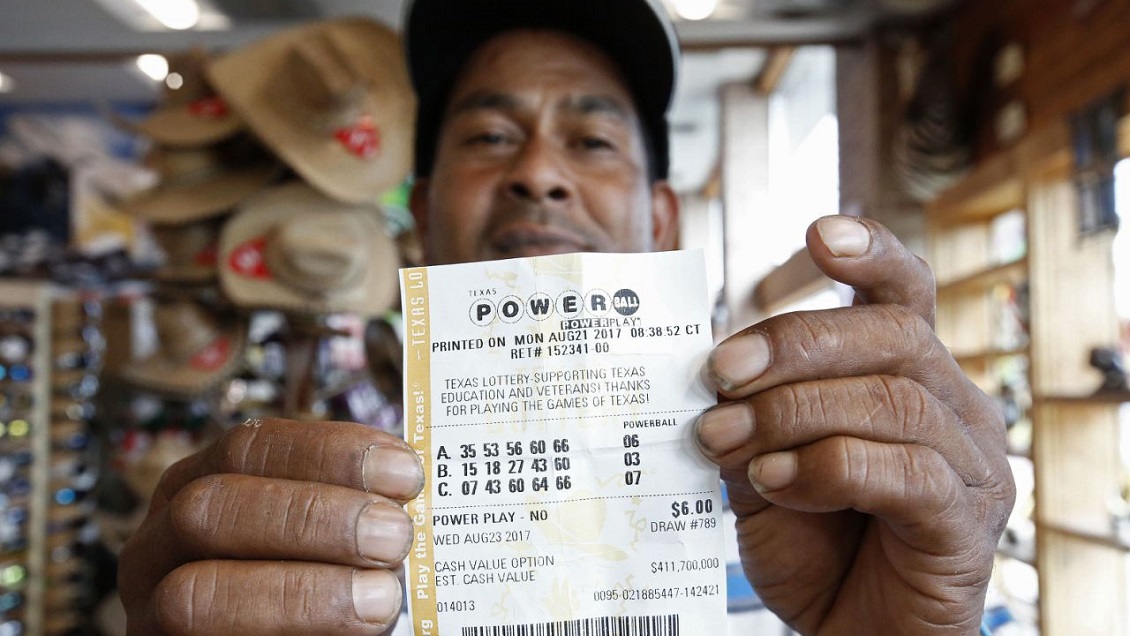 TEXAS
POWERBALL
POWERPLAY
PRINTED ON MON AUG21 2017 08:38:52 CT
RET# 152341-00
TEXAS LOTTERY-SUPPORTING TEXAS
EDUCATION AND VETERANS! THANKS
FOR PLAYING THE GAMES OF TEXAS!
POWERBALL
A. 35 53 56 60 66 06
B. 15 18 27 43 60 03
C. 07 43 60 64 66 07
POWER PLAY - NO $6.00
WED AUG23 2017 DRAW #789
CASH VALUE OPTION
EST. CASH VALUE $411,700,000
014013 0095-021885447-142421
Play the Game of Texas!
TEXAS LO